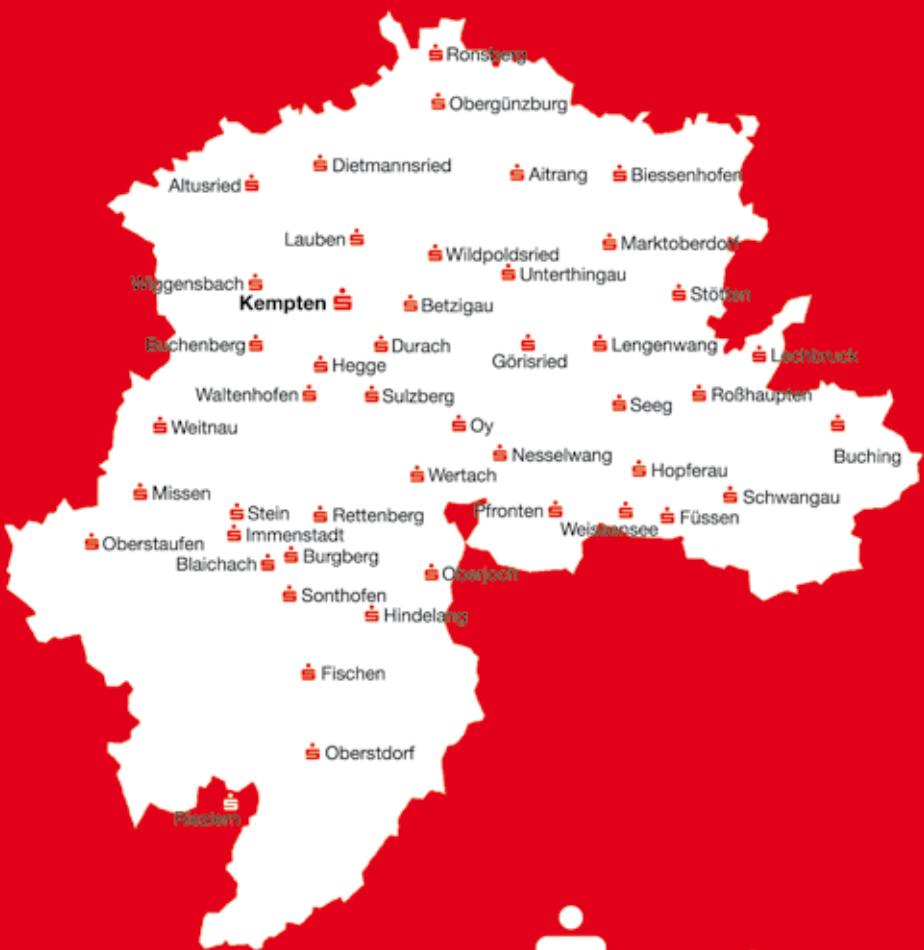 Ronsberg
Obergünzburg
Dietmannsried
Aitrang
Biessenhofen
Altusried
Lauben
Marktoberdorf
Wildpoldsried
Unterthingau
Wiggensbach
Stötten
Kempten
Betzigau
Buchenberg
Durach
Görisried
Lengenwang
Lechbruck
Hegge
Waltenhofen
Sulzberg
Seeg
Roßhaupten
Weitnau
Oy
Buching
Nesselwang
Hopferau
Wertach
Missen
Schwangau
Stein
Rettenberg
Pfronten
Weissensee
Füssen
Immenstadt
Oberstaufen
Burgberg
Blaichach
Oberjoch
Sonthofen
Hindelang
Fischen
Oberstdorf
Riezlern